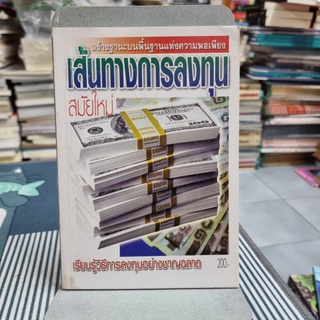 สร้างฐานะบนพื้นฐานแห่งความพอเพียง
เส้นทางการลงทุน
สมัยใหม่
100
เรียนรู้วิธีการลงทุนอย่างชาญฉลาด
200.-